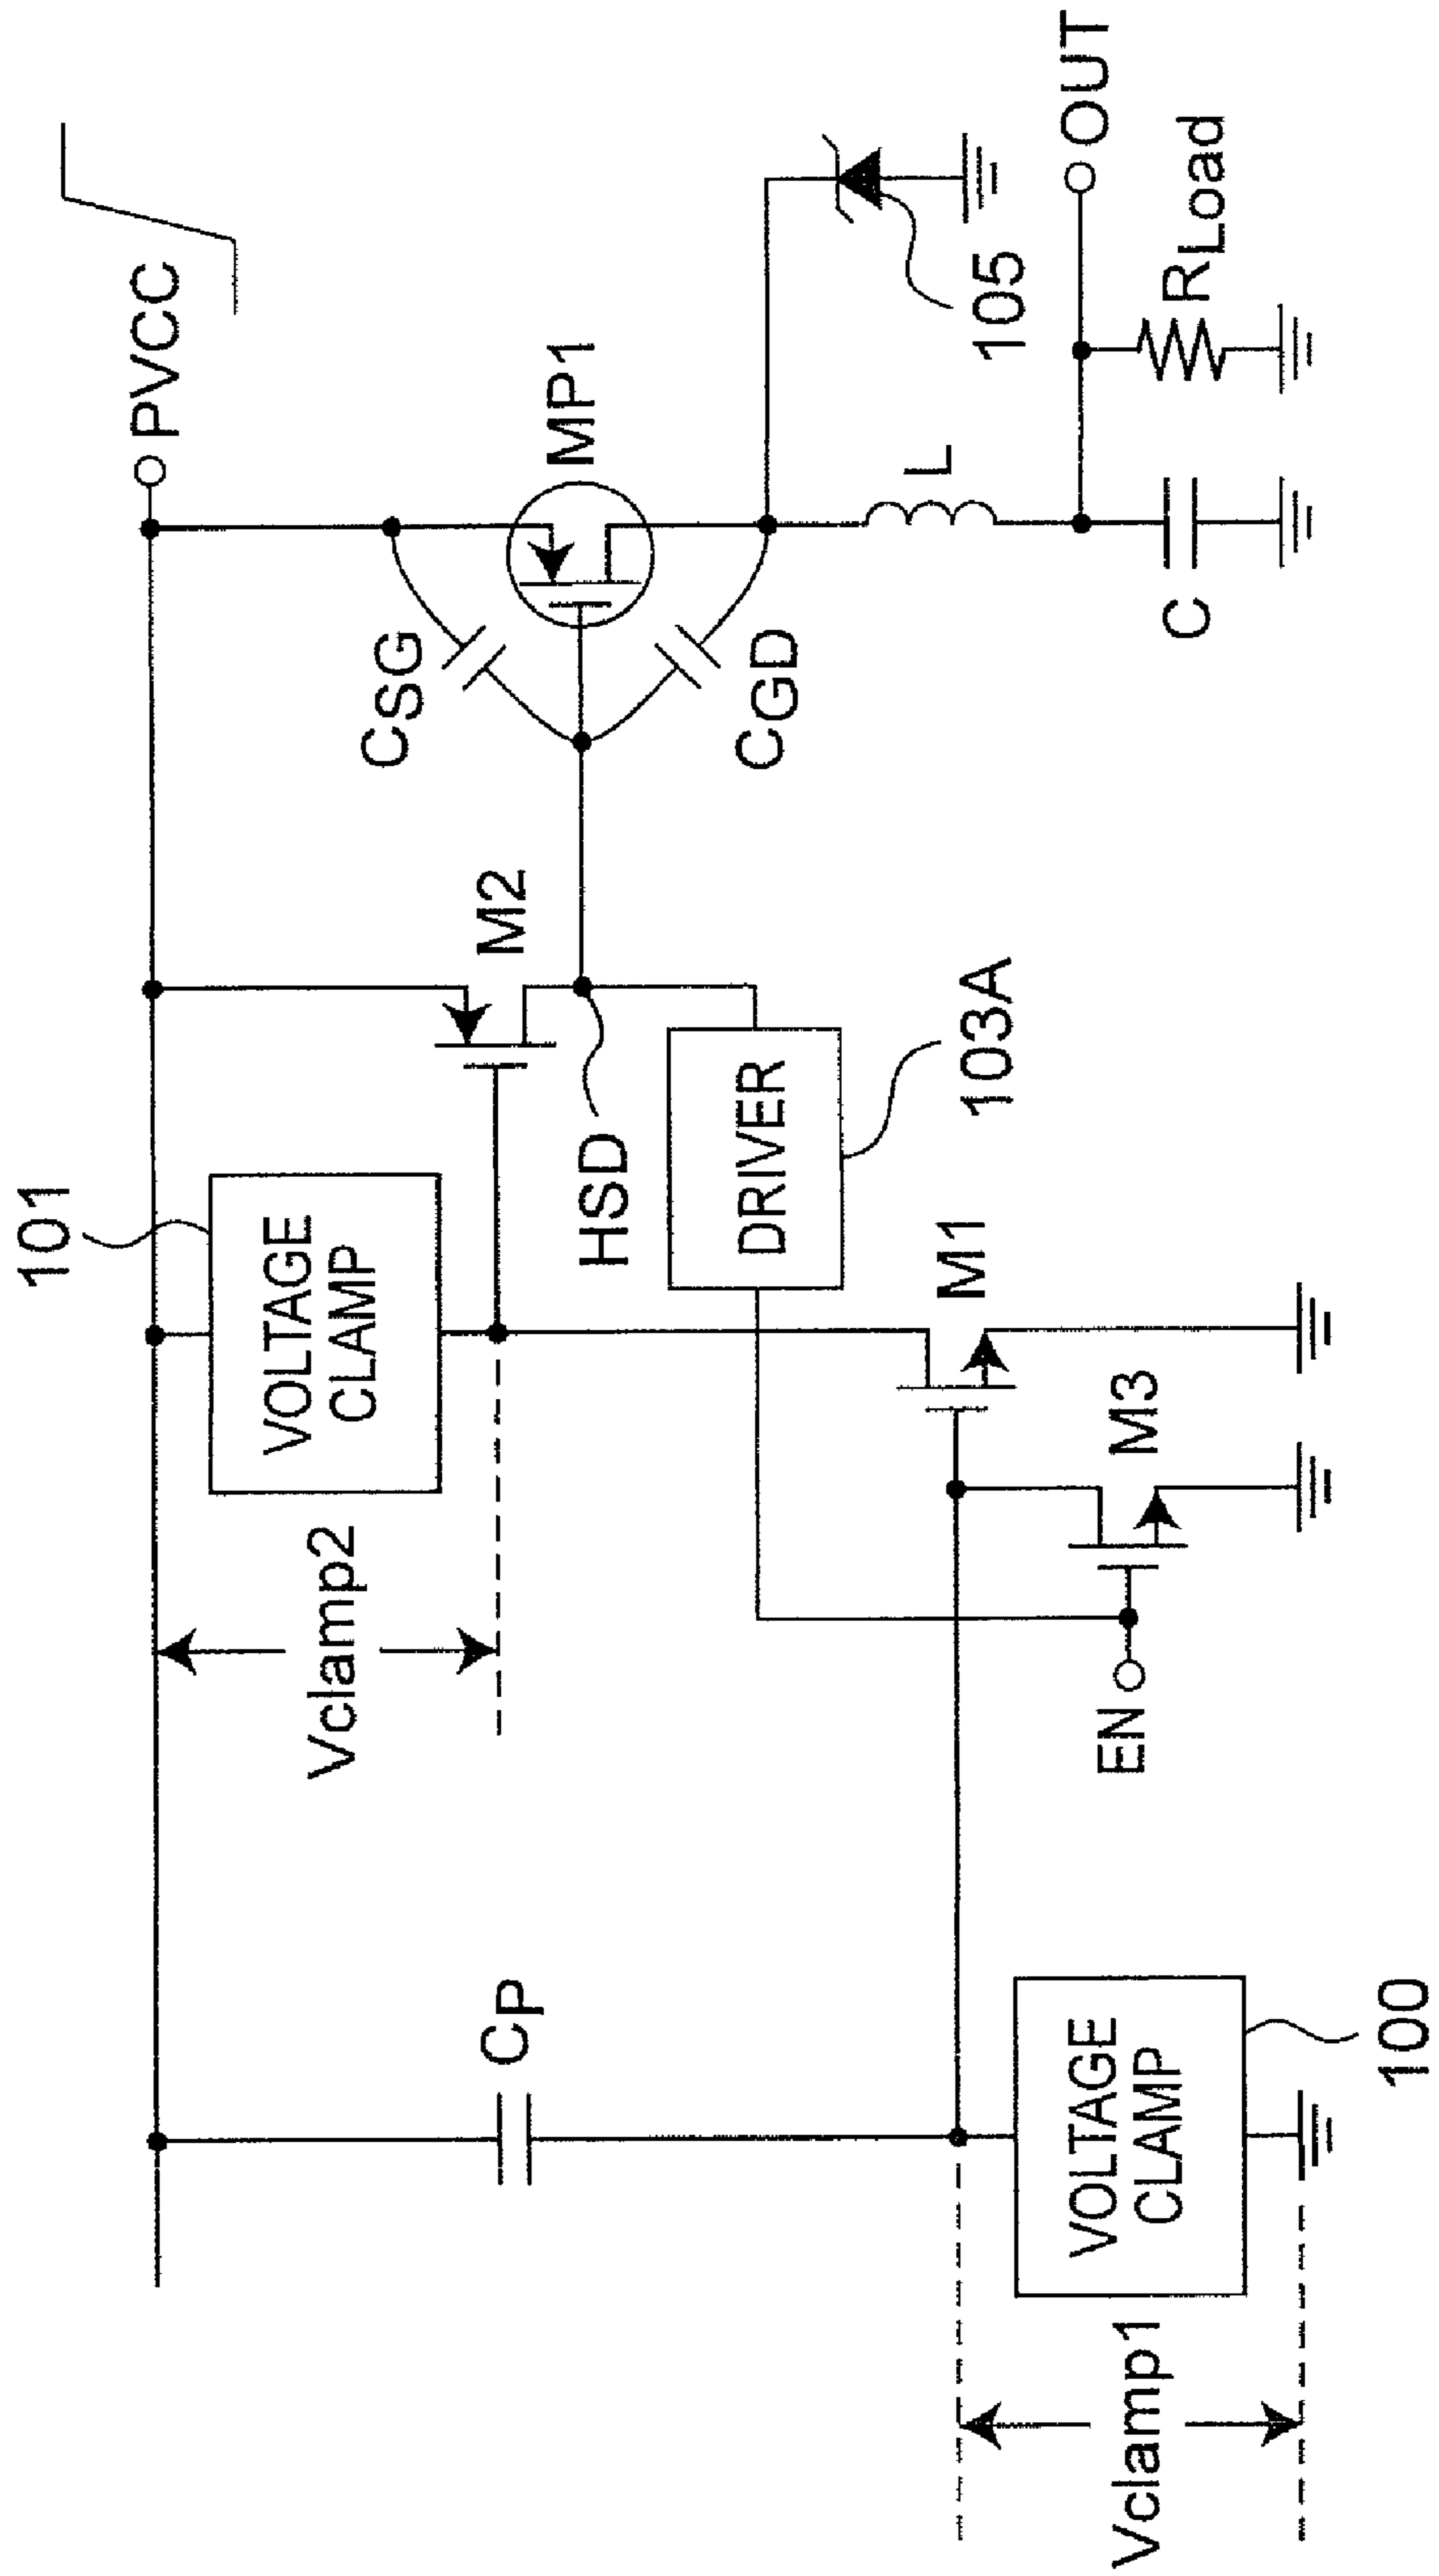 PVCC
101
VOLTAGE
CLAMP
Vclamp2
M2
CSG
MP1
HSD
CGD
CP
DRIVER
103A
105
L
OUT
M1
EN
M3
C
RLoad
VOLTAGE
CLAMP
Vclamp1
100